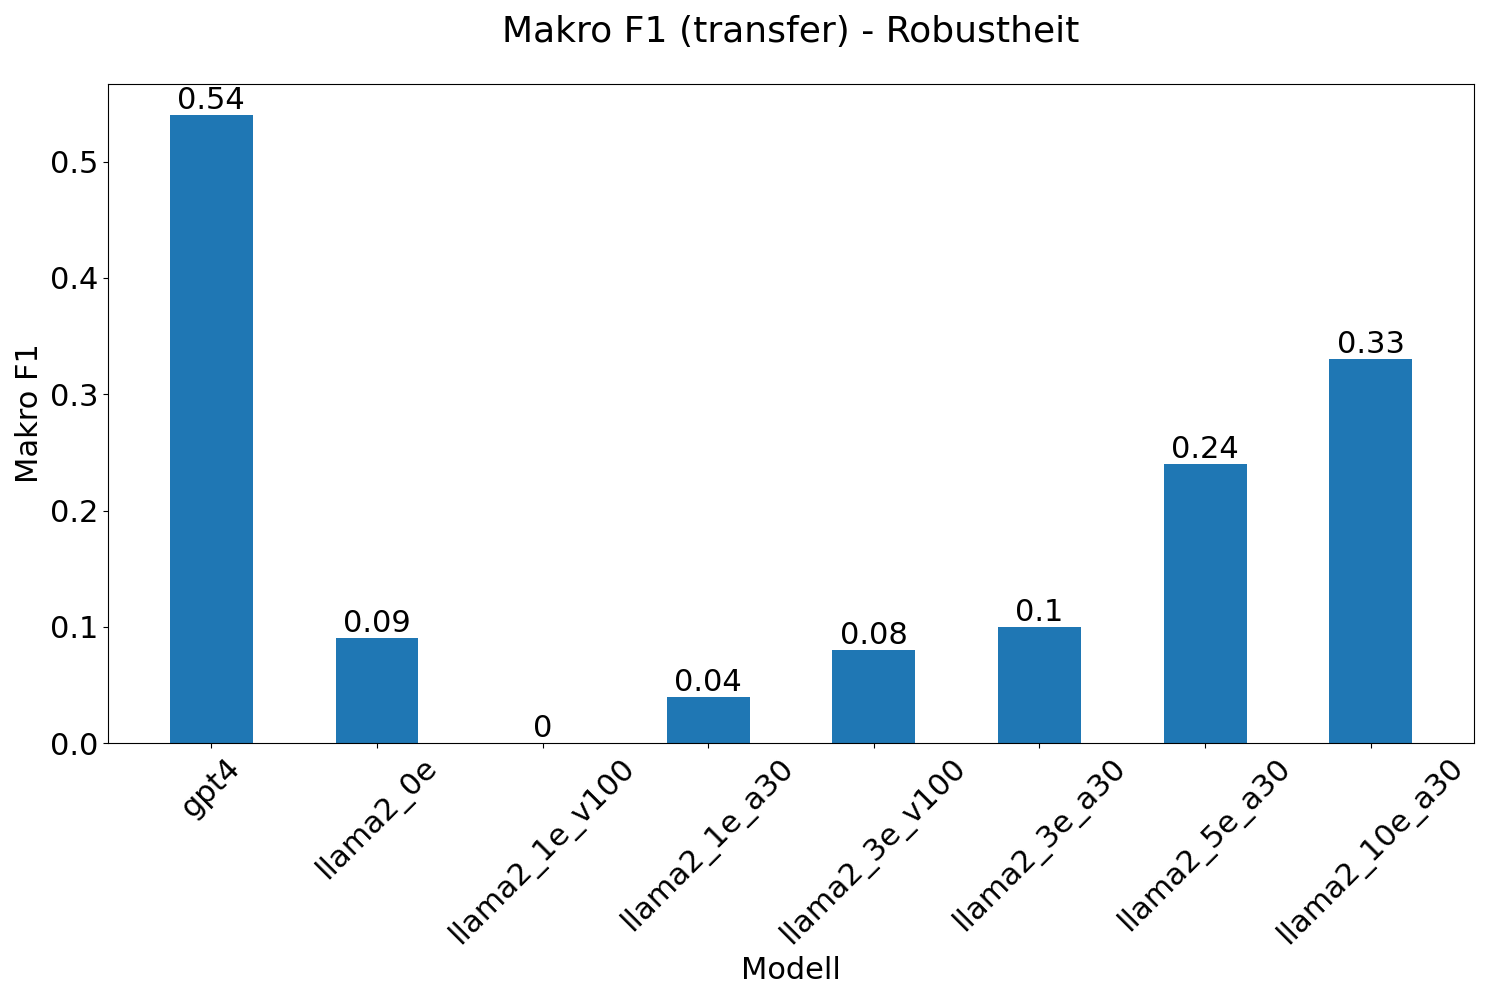 Makro F1 (transfer) - Robustheit
Makro F1
0.5
0.4
0.3
0.2
0.1
0.0
0.54
0.09
0
0.04
0.08
0.1
0.24
0.33
gpt4
llama2_0e
llama2_1e_v100
llama2_1e_a30
llama2_3e_v100
llama2_3e_a30
llama2_5e_a30
llama2_10e_a30
Modell